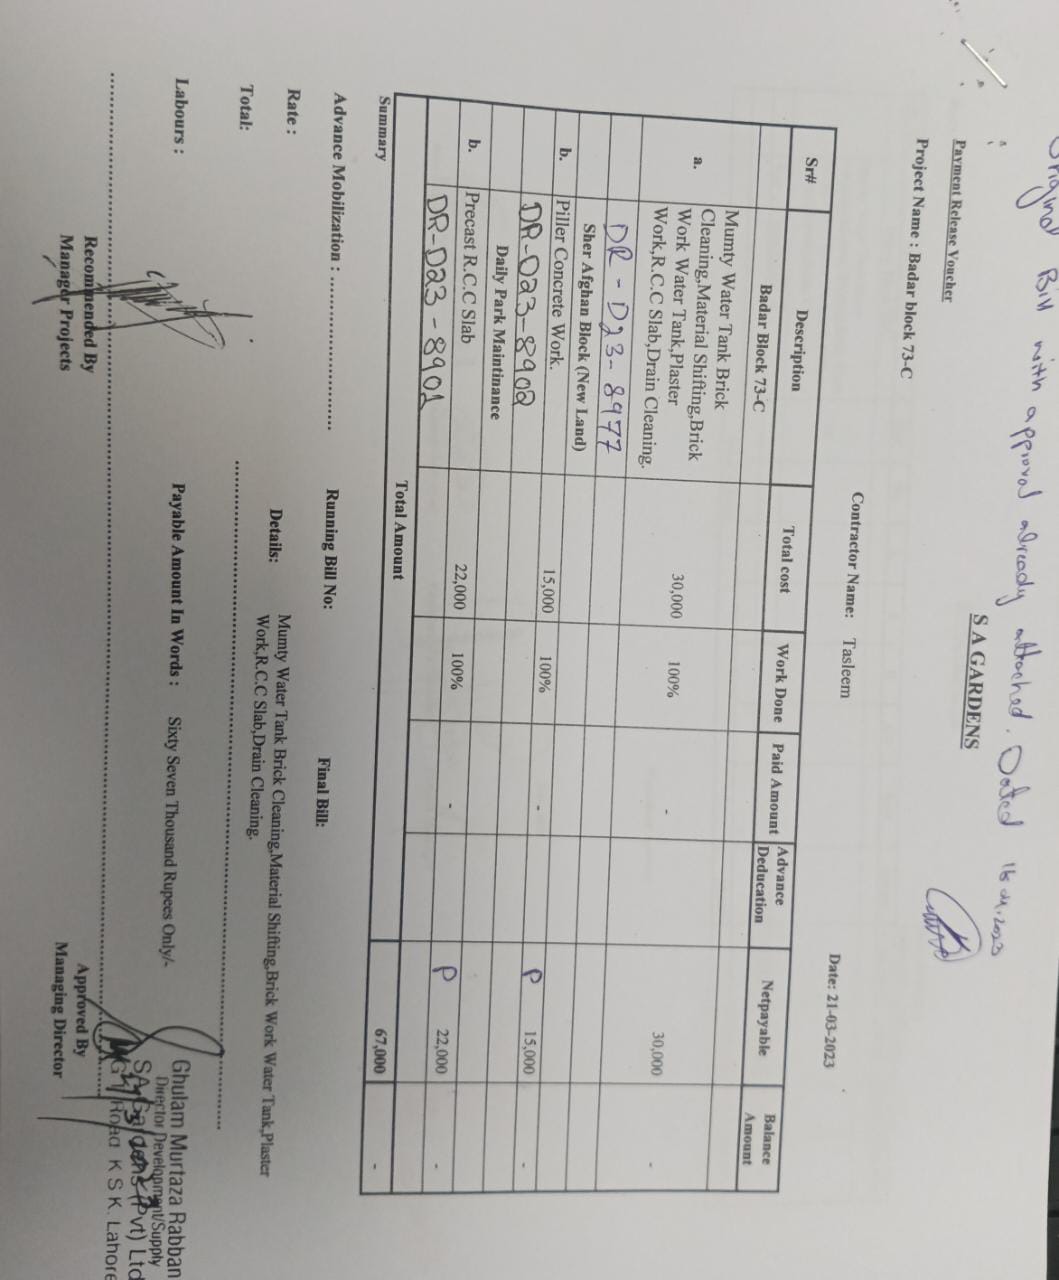 Original Bill with approval already attached. Dated 16.04.2023
S A GARDENS
Payment Release Voucher
Project Name : Badar block 73-C
Contractor Name: Tasleem
Date: 21-03-2023
Sr# Description Total cost Work Done Paid Amount Advance Deducation Netpayable Balance Amount
Badar Block 73-C
a. Mumty Water Tank Brick Cleaning,Material Shifting,Brick Work Water Tank,Plaster Work,R.C.C Slab,Drain Cleaning. 30,000 100% - 30,000 -
DR-D23-8977
Sher Afghan Block (New Land)
b. Piller Concrete Work. 15,000 100% - P 15,000 -
DR-D23-8902
Daily Park Maintinance
b. Precast R.C.C Slab 22,000 100% - P 22,000 -
DR-D23-8901
Total Amount 67,000 -
Summary
Advance Mobilization : .................... Running Bill No: Final Bill:
Rate : Details: Mumty Water Tank Brick Cleaning,Material Shifting,Brick Work Water Tank,Plaster
Work,R.C.C Slab,Drain Cleaning.
Total:
Labours : Payable Amount In Words : Sixty Seven Thousand Rupees Only/-
Recommended By
Manager Projects
Approved By
Managing Director
Ghulam Murtaza Rabban
Director Development/Supply
SA Gardens (Pvt) Ltd
Road K S K. Lahore